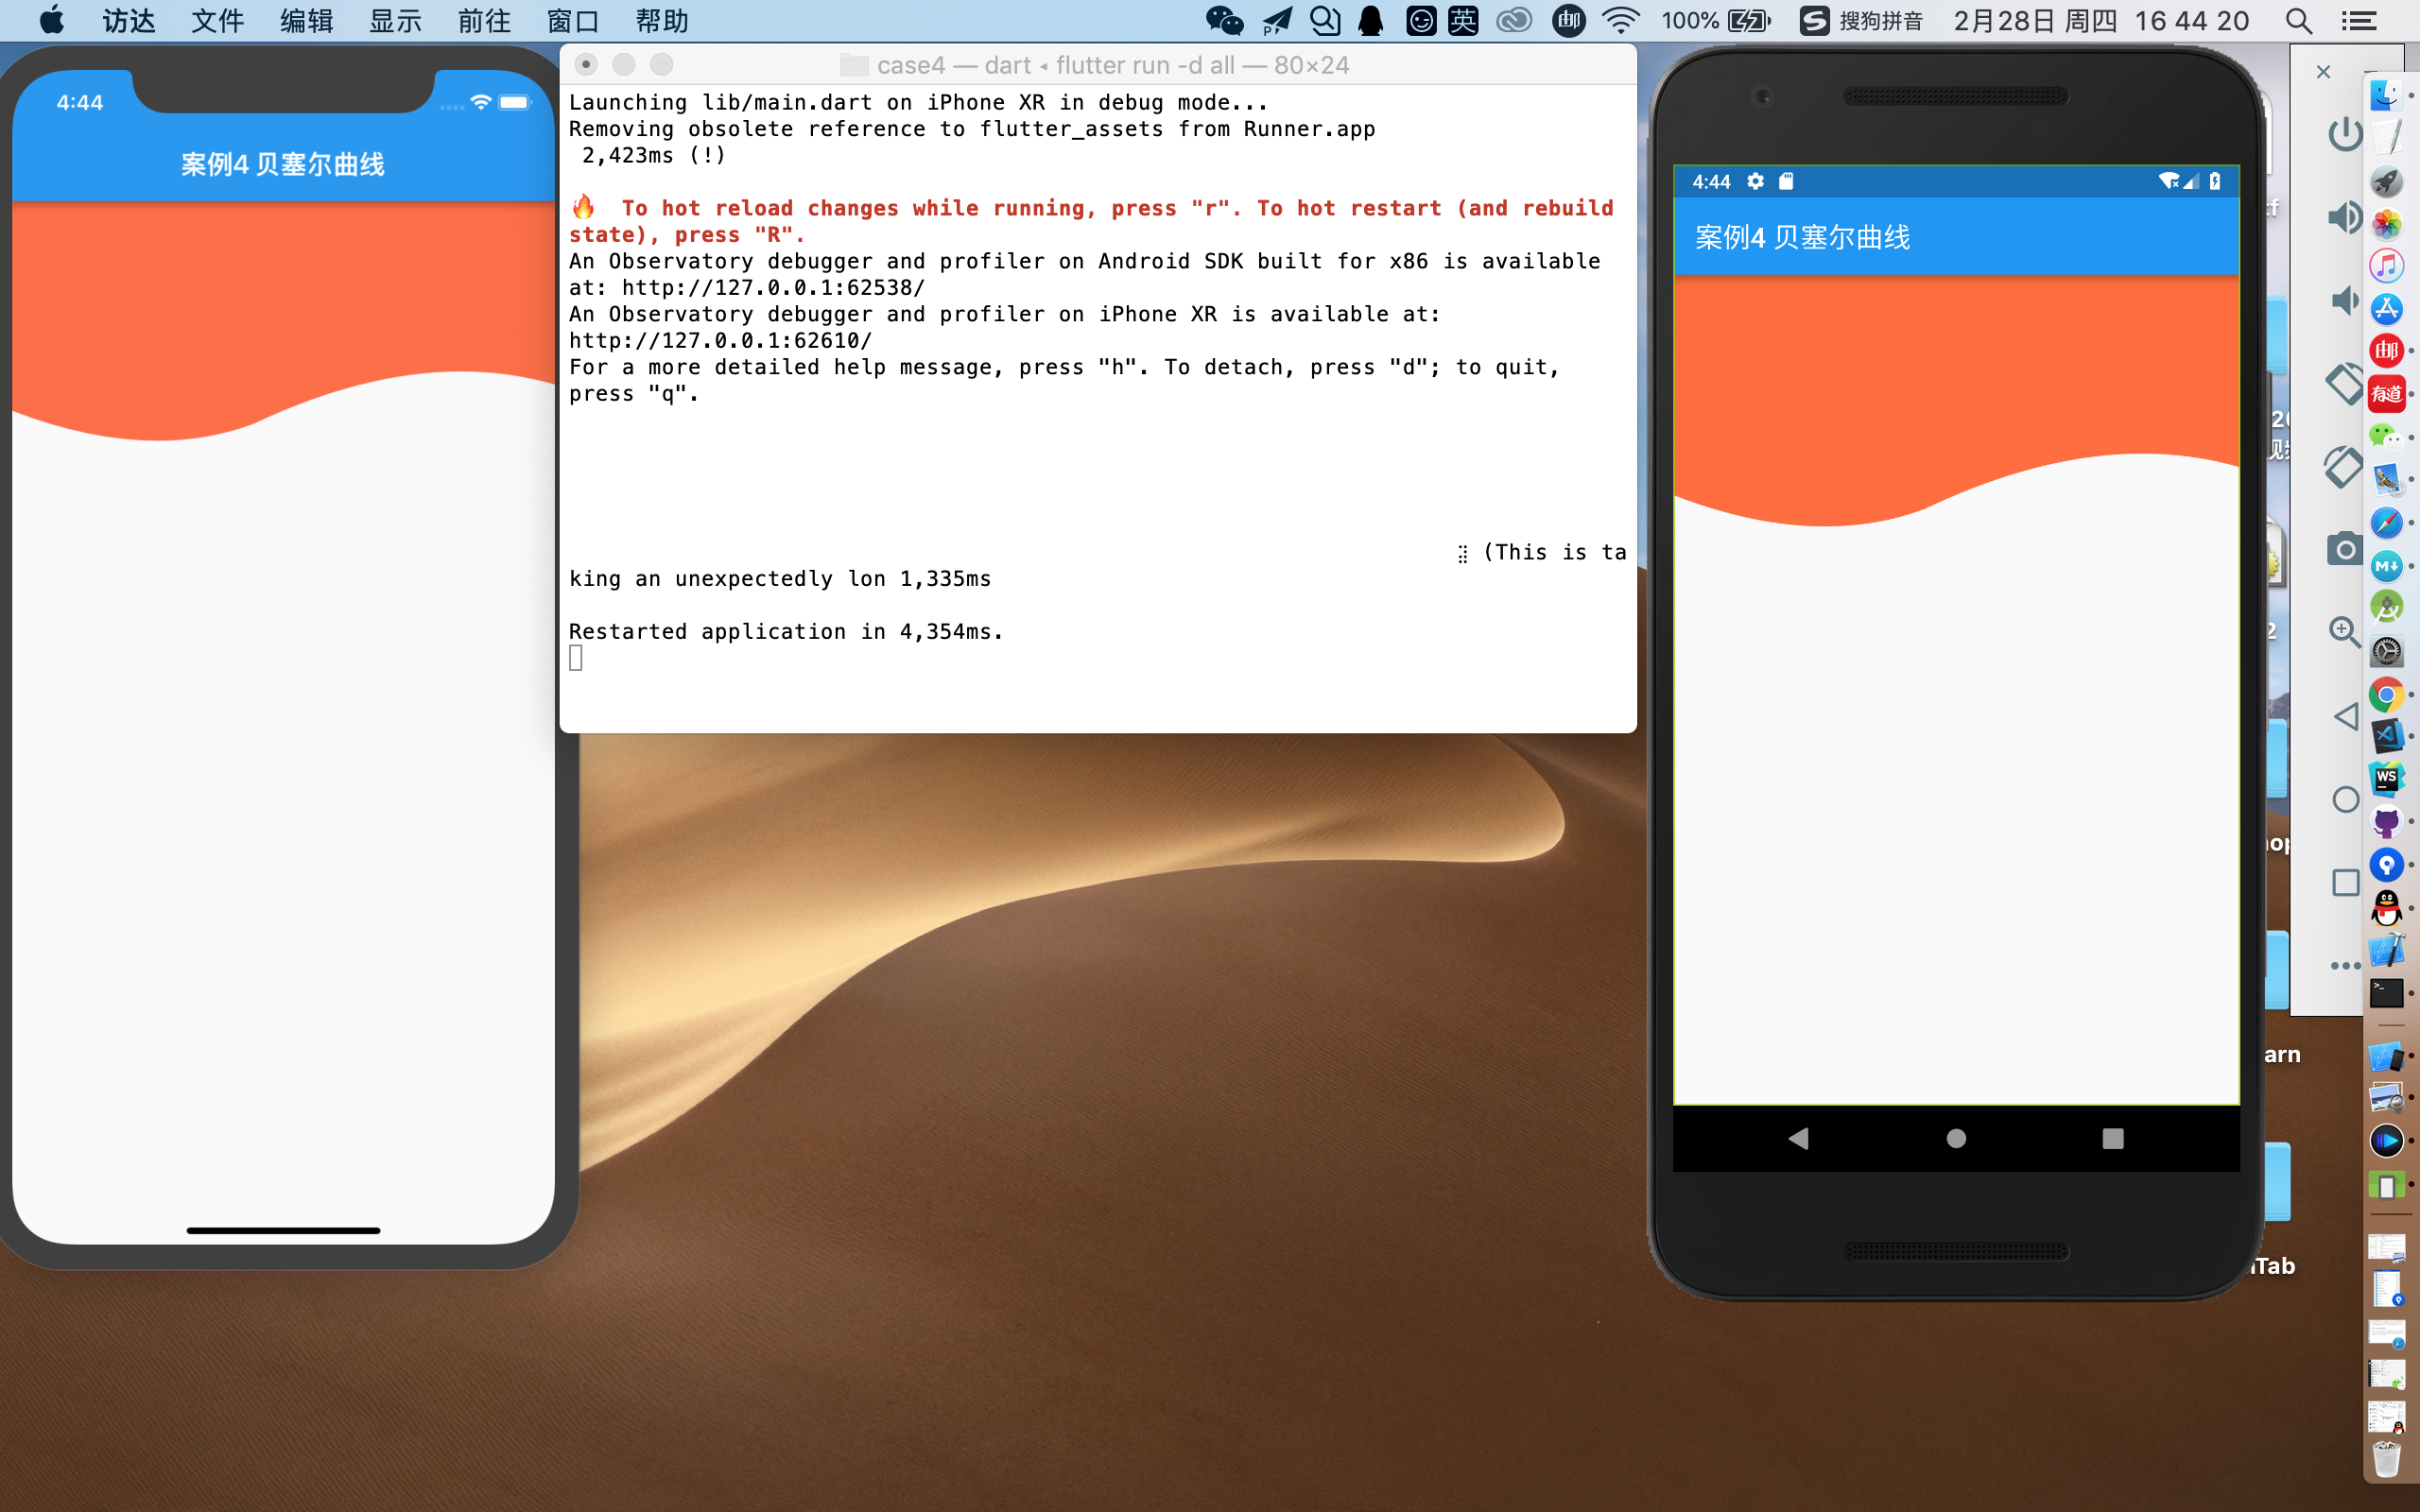 访达 文件 编辑 显示 前往 窗口 帮助
英 邮 100% 搜狗拼音 2月28日 周四 16 44 20
4:44
案例4 贝塞尔曲线
case4 — dart ◂ flutter run -d all — 80×24
Launching lib/main.dart on iPhone XR in debug mode...
Removing obsolete reference to flutter_assets from Runner.app
2,423ms (!)
🔥 To hot reload changes while running, press "r". To hot restart (and rebuild
state), press "R".
An Observatory debugger and profiler on Android SDK built for x86 is available
at: http://127.0.0.1:62538/
An Observatory debugger and profiler on iPhone XR is available at:
http://127.0.0.1:62610/
For a more detailed help message, press "h". To detach, press "d"; to quit,
press "q".
⣽ (This is ta
king an unexpectedly lon 1,335ms
Restarted application in 4,354ms.
4:44
案例4 贝塞尔曲线
邮
有道
M↓
WS
arn
Tab